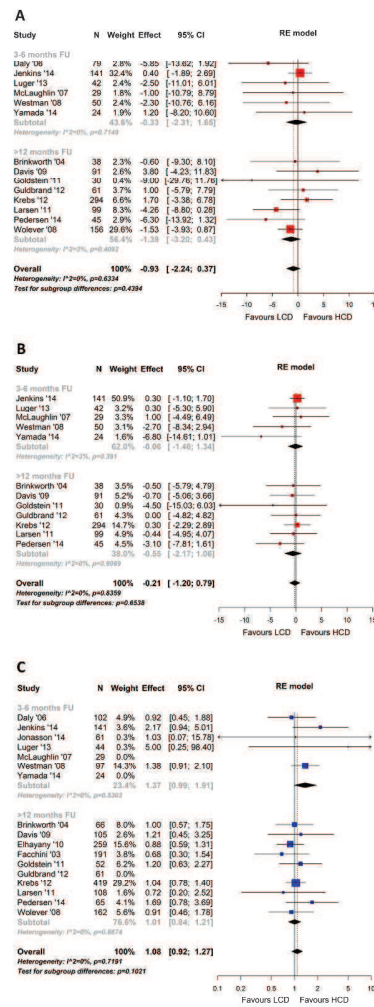 A
Study N Weight Effect [95% CI] RE model
3-6 months FU
Daly '06 79 2.8% -5.85 [-13.62; 1.92]
Jenkins '14 141 32.4% 0.40 [-1.89; 2.69]
Luger '13 42 2.4% -2.50 [-11.01; 6.01]
McLaughlin '07 29 1.8% -1.00 [-10.79; 8.79]
Westman '08 50 2.4% -2.30 [-10.76; 6.16]
Yamada '14 24 1.9% 1.20 [-8.20; 10.60]
Subtotal 43.6% -0.33 [-2.31; 1.65]
Heterogeneity: I^2=0%, p=0.7149
>12 months FU
Brinkworth '04 38 2.3% -0.60 [-9.30; 8.10]
Davis '09 91 2.6% 3.80 [-4.23; 11.83]
Goldstein '11 30 0.4% -9.00 [-29.76; 11.76]
Guldbrand '12 61 3.7% 1.00 [-5.79; 7.79]
Krebs '12 294 6.6% 1.70 [-3.38; 6.78]
Larsen '11 99 8.3% -4.26 [-8.80; 0.28]
Pedersen '14 45 2.9% -6.30 [-13.92; 1.32]
Wolever '08 156 29.6% -1.53 [-3.93; 0.87]
Subtotal 56.4% -1.39 [-3.20; 0.43]
Overall 100% -0.93 [-2.24; 0.37]
Heterogeneity: I^2=0%, p=0.6334
Test for subgroup differences: p=0.4394
-15 -10 -5 0 5 10 15
Favours LCD Favours HCD
B
Study N Weight Effect 95% CI RE model
3-6 months FU
Jenkins '14 141 50.9% 0.30 [-1.10; 1.70]
Luger '13 42 3.2% 0.30 [-5.30; 5.90]
McLaughlin '07 29 3.3% 1.00 [-4.49; 6.49]
Westman '08 50 3.1% -2.70 [-8.34; 2.94]
Yamada '14 24 1.6% -6.80 [-14.61; 1.01]
Subtotal 62.0% -0.06 [-1.46; 1.34]
Heterogeneity: I^2=2%, p=0.391
>12 months FU
Brinkworth '04 38 3.5% -0.50 [-5.79; 4.79]
Davis '09 91 5.2% -0.70 [-5.06; 3.66]
Goldstein '11 30 0.9% -4.50 [-15.03; 6.03]
Guldbrand '12 61 4.3% 0.00 [-4.82; 4.82]
Krebs '12 294 14.7% 0.30 [-2.29; 2.89]
Larsen '11 99 4.9% -0.44 [-4.95; 4.07]
Pedersen '14 45 4.5% -3.10 [-7.81; 1.61]
Subtotal 38.0% -0.55 [-2.17; 1.06]
Overall 100% -0.21 [-1.20; 0.79]
Heterogeneity: I^2=0%, p=0.8359
Test for subgroup differences: p=0.6538
-15 -10 -5 0 5 10 15
Favours LCD Favours HCD
C
Study N Weight Effect 95% CI RE model
3-6 months FU
Daly '06 102 4.9% 0.92 [0.45; 1.88]
Jenkins '14 141 3.6% 2.17 [0.94; 5.01]
Jonasson '14 61 0.3% 1.03 [0.07; 15.78]
Luger '13 44 0.3% 5.00 [0.25; 98.40]
McLaughlin '07 29 0.0%
Westman '08 97 14.3% 1.38 [0.91; 2.10]
Yamada '14 24 0.0%
Subtotal 23.4% 1.37 [0.99; 1.91]
>12 months FU
Brinkworth '04 66 8.1% 1.00 [0.57; 1.75]
Davis '09 105 2.6% 1.21 [0.45; 3.25]
Elhayany '10 259 15.6% 0.88 [0.59; 1.31]
Facchini '03 191 3.8% 0.68 [0.30; 1.54]
Goldstein '11 52 6.2% 1.20 [0.63; 2.27]
Guldbrand '12 61 0.0%
Krebs '12 419 29.2% 1.04 [0.78; 1.40]
Larsen '11 108 1.6% 0.72 [0.20; 2.52]
Pedersen '14 65 4.1% 1.69 [0.78; 3.69]
Wolever '08 162 5.5% 0.91 [0.46; 1.78]
Subtotal 76.6% 1.01 [0.84; 1.21]
Overall 100% 1.08 [0.92; 1.27]
Heterogeneity: I^2=0%, p=0.7191
Test for subgroup differences: p=0.1021
0.1 0.2 0.5 1 2 5 10
Favours LCD Favours HCD